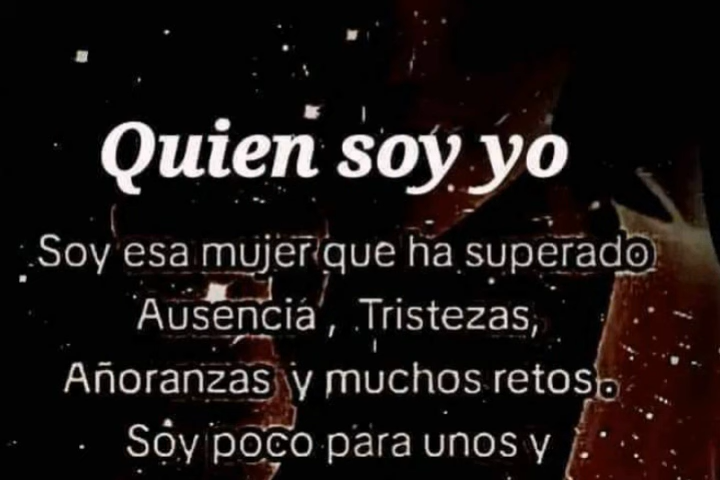 Quien soy yo
Soy esa mujer que ha superado
Ausencia , Tristezas,
Añoranzas y muchos retos.
Soy poco para unos y